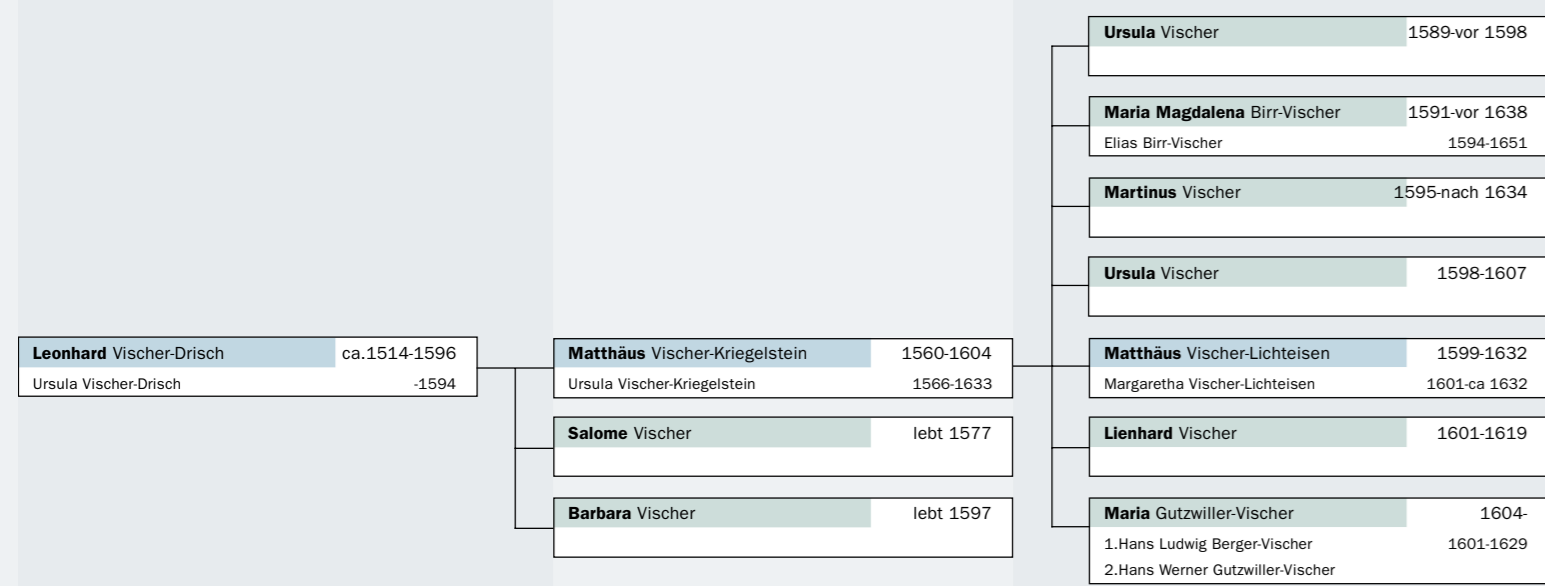 Leonhard Vischer-Drisch ca.1514-1596
Ursula Vischer-Drisch -1594
Matthäus Vischer-Kriegelstein 1560-1604
Ursula Vischer-Kriegelstein 1566-1633
Salome Vischer lebt 1577
Barbara Vischer lebt 1597
Ursula Vischer 1589-vor 1598
Maria Magdalena Birr-Vischer 1591-vor 1638
Elias Birr-Vischer 1594-1651
Martinus Vischer 1595-nach 1634
Ursula Vischer 1598-1607
Matthäus Vischer-Lichteisen 1599-1632
Margaretha Vischer-Lichteisen 1601-ca 1632
Lienhard Vischer 1601-1619
Maria Gutzwiller-Vischer 1604-
1.Hans Ludwig Berger-Vischer 1601-1629
2.Hans Werner Gutzwiller-Vischer